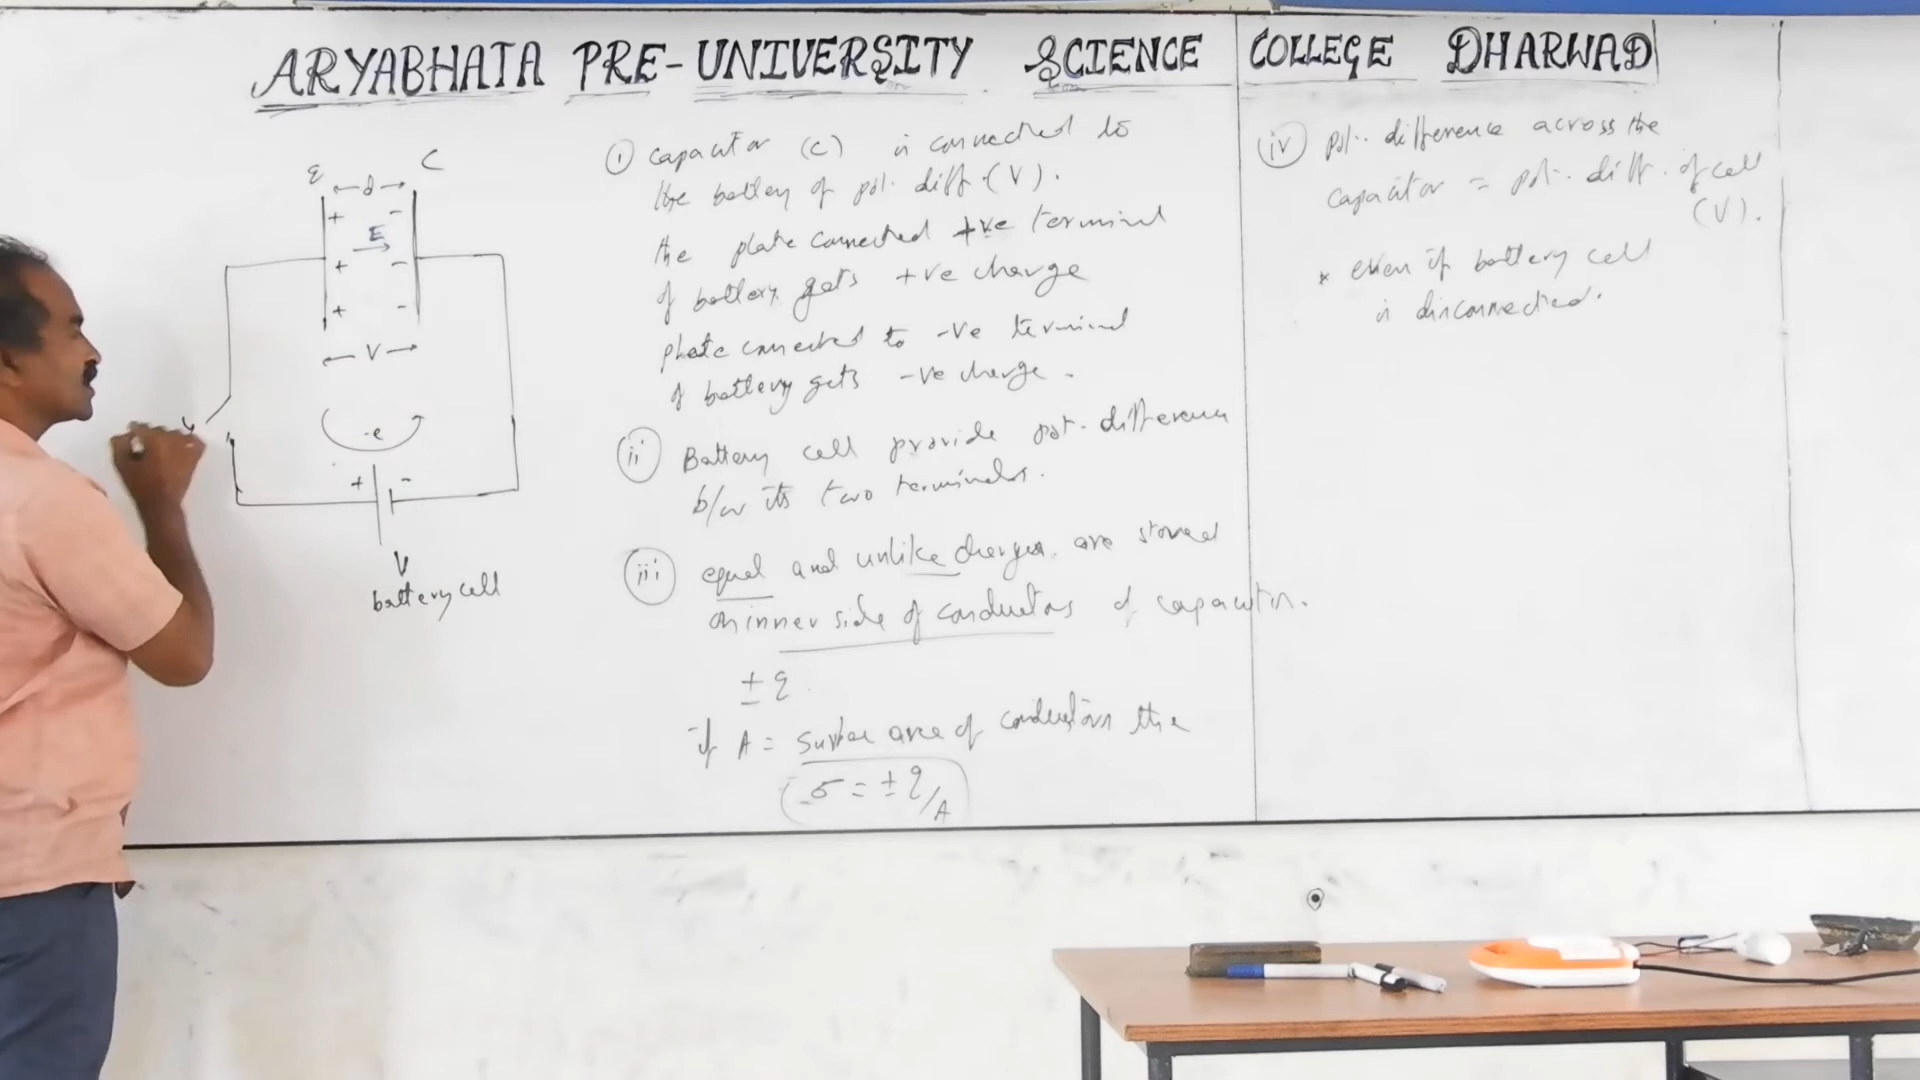 ARYABHATA PRE-UNIVERSITY SCIENCE COLLEGE DHARWAD
C
← d →
+ -
E
+ -
+ -
← V →
-e
+ -
V
battery cell
i capacitor (c) is connected to
the battery of pot. diff. (V).
the plate connected +ve terminal
of battery gets +ve charge
plate connected to -ve terminal
of battery gets -ve charge.
ii Battery cell provide pot. difference
b/w its two terminals.
iii equal and unlike charges are stored
on inner side of conductors of capacitor.
± q
if A = surface area of conductors the
σ = ± q/A
iv pot. difference across the
capacitor = pot. diff. of cell
(V).
* even if battery cell
is disconnected.